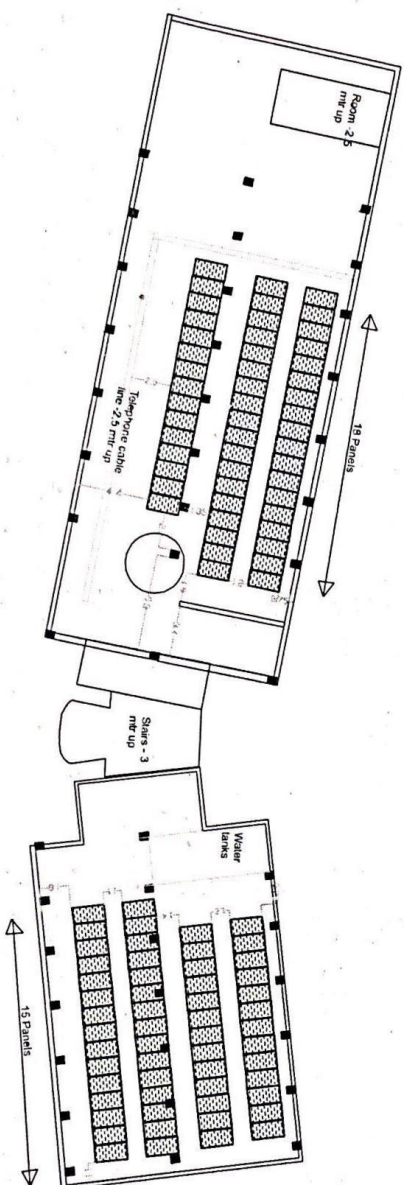 Room -2.5
mtr up
18 Panels
Telephone cable
line -2.5 mtr up
Stairs - 3
mtr up
Water
tanks
15 Panels